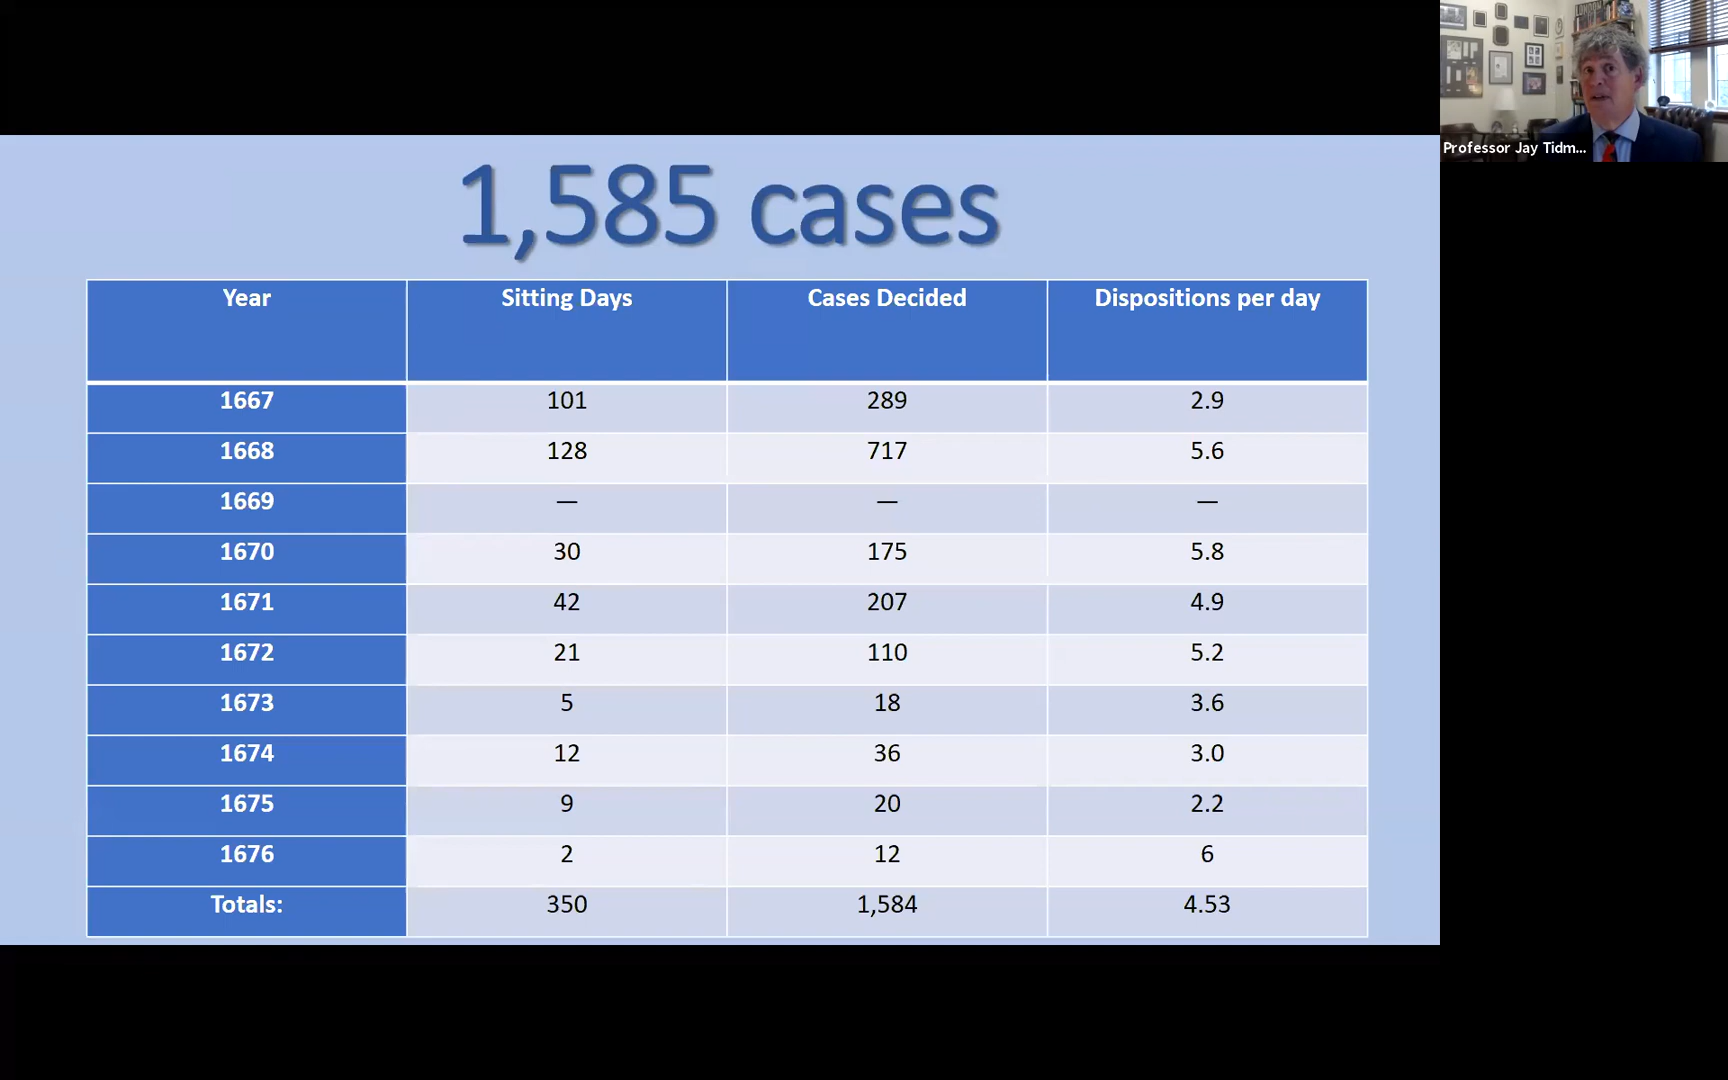 1,585 cases
Year Sitting Days Cases Decided Dispositions per day
1667 101 289 2.9
1668 128 717 5.6
1669 — — —
1670 30 175 5.8
1671 42 207 4.9
1672 21 110 5.2
1673 5 18 3.6
1674 12 36 3.0
1675 9 20 2.2
1676 2 12 6
Totals: 350 1,584 4.53
LONDON
Professor Jay Tidm...